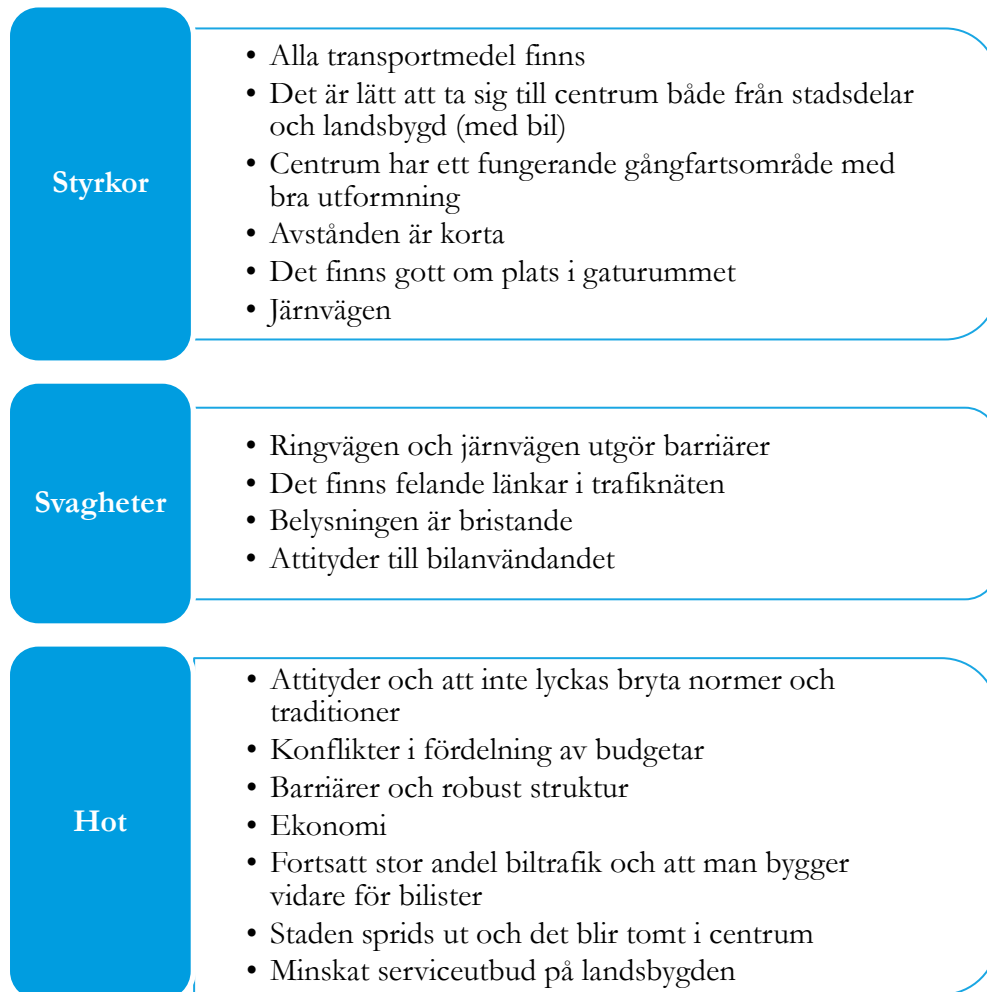 Styrkor
• Alla transportmedel finns
• Det är lätt att ta sig till centrum både från stadsdelar
och landsbygd (med bil)
• Centrum har ett fungerande gångfartsområde med
bra utformning
• Avstånden är korta
• Det finns gott om plats i gaturummet
• Järnvägen
Svagheter
• Ringvägen och järnvägen utgör barriärer
• Det finns felande länkar i trafiknäten
• Belysningen är bristande
• Attityder till bilanvändandet
Hot
• Attityder och att inte lyckas bryta normer och
traditioner
• Konflikter i fördelning av budgetar
• Barriärer och robust struktur
• Ekonomi
• Fortsatt stor andel biltrafik och att man bygger
vidare för bilister
• Staden sprids ut och det blir tomt i centrum
• Minskat serviceutbud på landsbygden